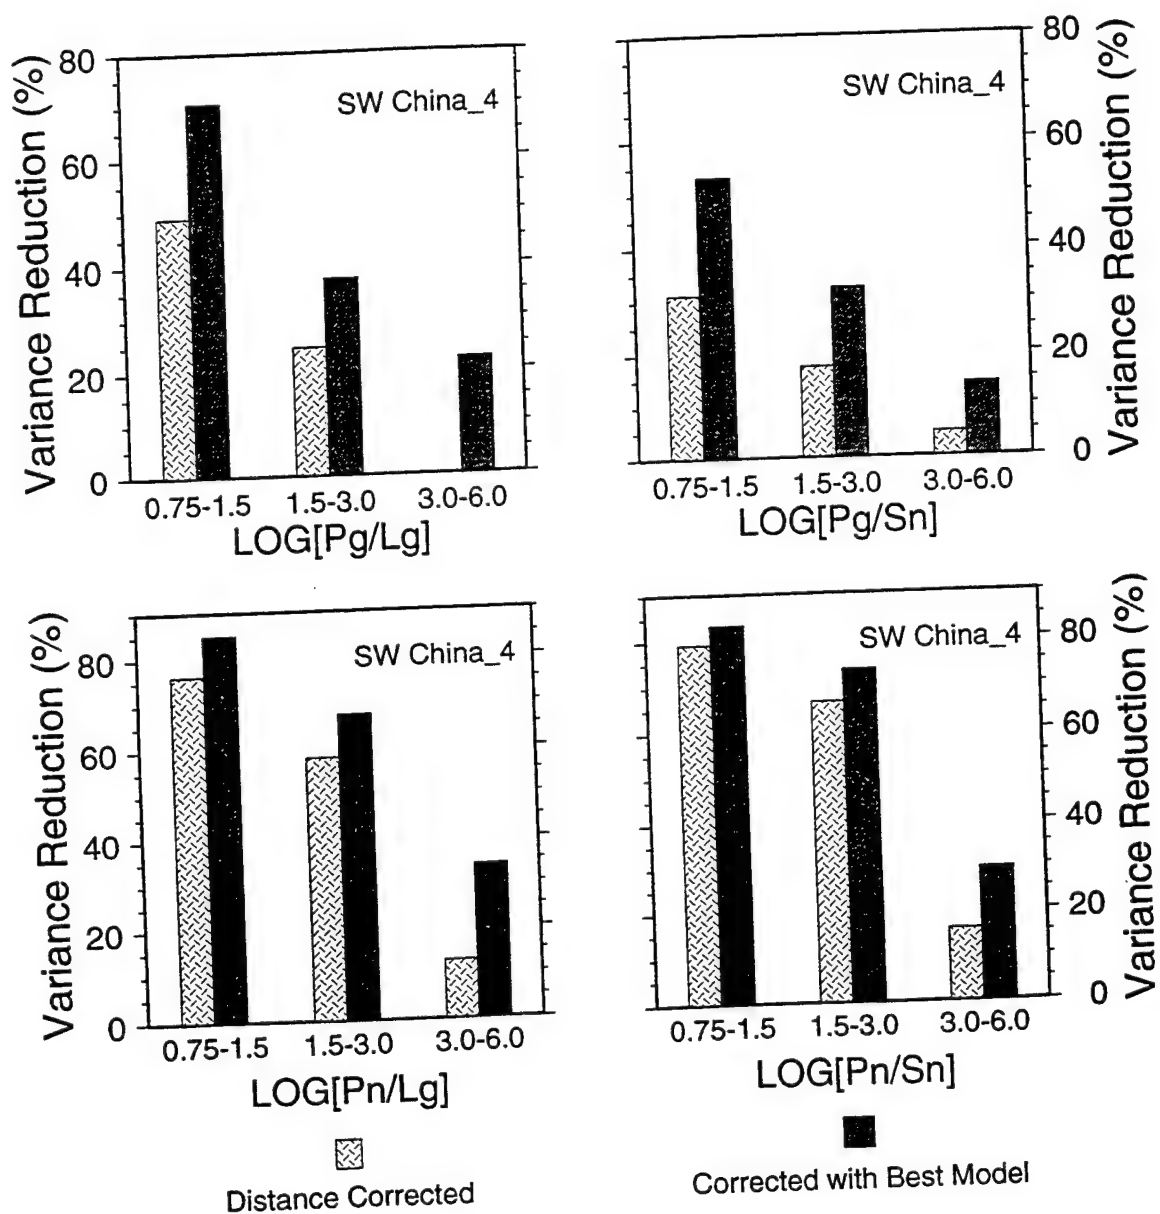 Variance Reduction (%)
80
60
40
20
0
SW China_4
0.75-1.5 1.5-3.0 3.0-6.0
LOG[Pg/Lg]
SW China_4
0.75-1.5 1.5-3.0 3.0-6.0
LOG[Pg/Sn]
80
60
40
20
0
Variance Reduction (%)
Variance Reduction (%)
80
60
40
20
0
SW China_4
0.75-1.5 1.5-3.0 3.0-6.0
LOG[Pn/Lg]
SW China_4
0.75-1.5 1.5-3.0 3.0-6.0
LOG[Pn/Sn]
80
60
40
20
0
Variance Reduction (%)
Distance Corrected
Corrected with Best Model